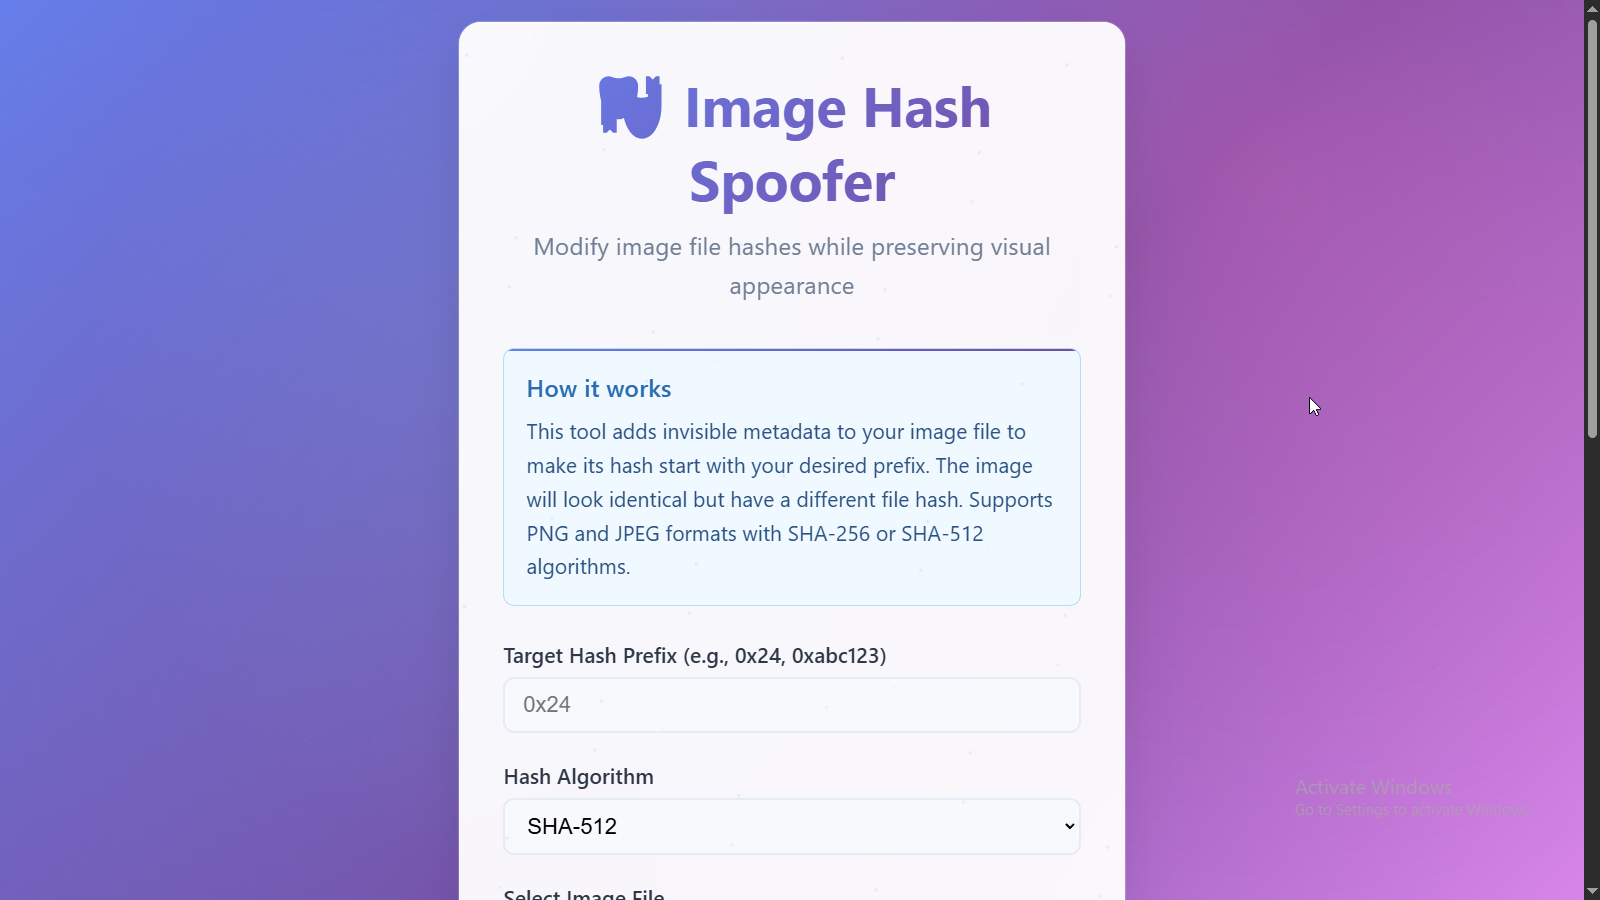 Image Hash
Spoofer
Modify image file hashes while preserving visual
appearance
How it works
This tool adds invisible metadata to your image file to
make its hash start with your desired prefix. The image
will look identical but have a different file hash. Supports
PNG and JPEG formats with SHA-256 or SHA-512
algorithms.
Target Hash Prefix (e.g., 0x24, 0xabc123)
0x24
Hash Algorithm
SHA-512
Activate Windows
Go to Settings to activate Windows.
Select Image File